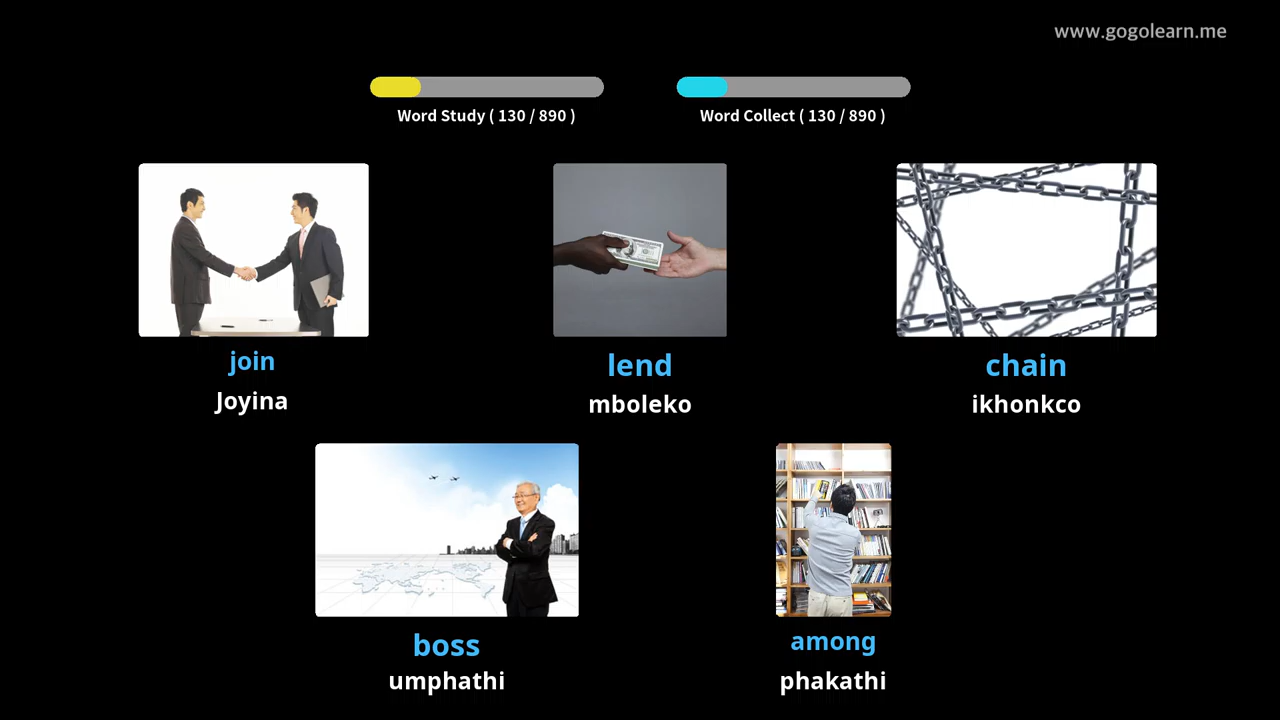 www.gogolearn.me
Word Study ( 130 / 890 )
Word Collect ( 130 / 890 )
join
Joyina
lend
mboleko
chain
ikhonkco
boss
umphathi
among
phakathi